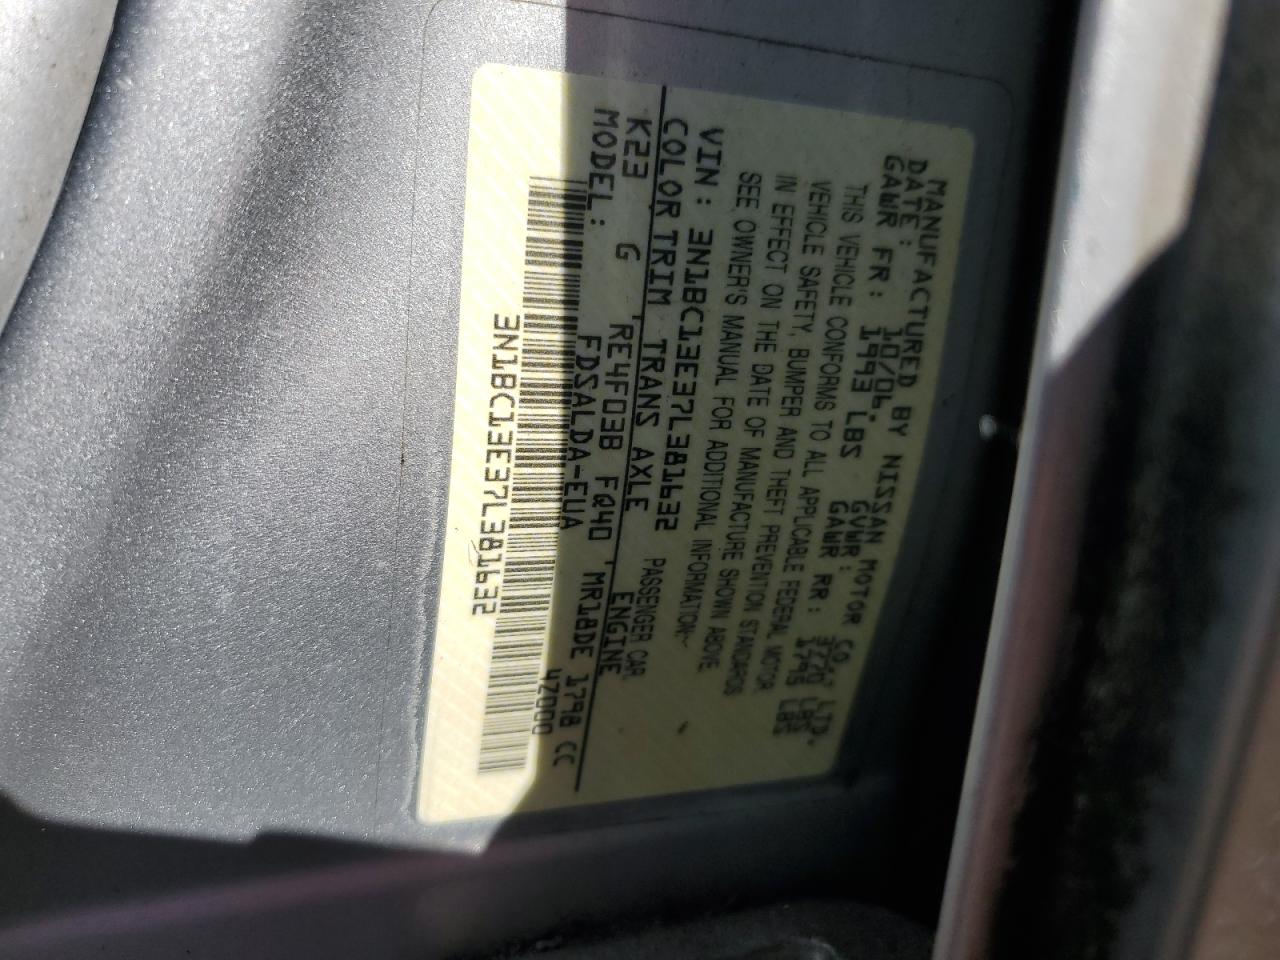 MANUFACTURED BY NISSAN MOTOR CO., LTD.
DATE: 10/06. GVWR: 3720 LBS
GAWR FR: 1993 LBS GAWR RR: 1795 LBS
THIS VEHICLE CONFORMS TO ALL APPLICABLE FEDERAL MOTOR
VEHICLE SAFETY, BUMPER AND THEFT PREVENTION STANDARDS
IN EFFECT ON THE DATE OF MANUFACTURE SHOWN ABOVE.
SEE OWNER'S MANUAL FOR ADDITIONAL INFORMATION
VIN: 3N1BC13E37L381632 PASSENGER CAR
COLOR TRIM TRANS AXLE ENGINE
K23 G RE4F03B FQ40 MR18DE 1798 CC
MODEL: FDSALDA-EUA 4Z000
3N1BC13E37L381632